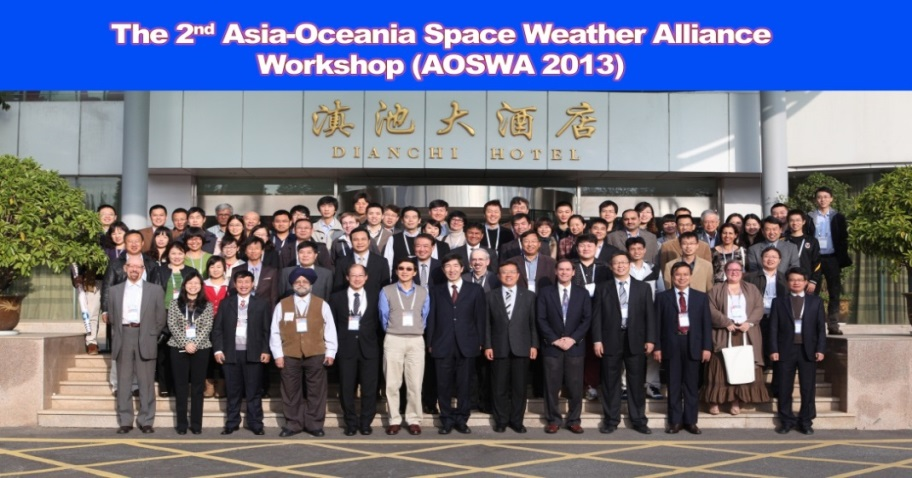 The 2nd Asia-Oceania Space Weather Alliance
Workshop (AOSWA 2013)
滇池大酒店
DIANCHI HOTEL